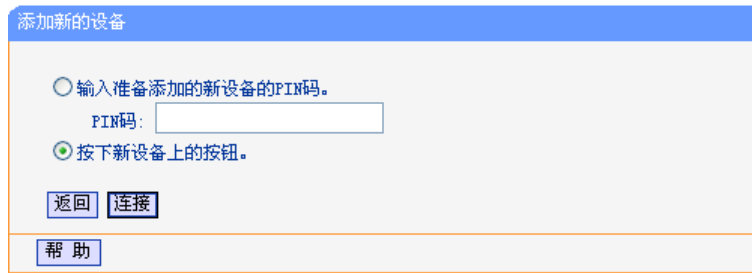 添加新的设备
输入准备添加的新设备的PIN码。
PIN码:
按下新设备上的按钮。
返回 连接
帮 助